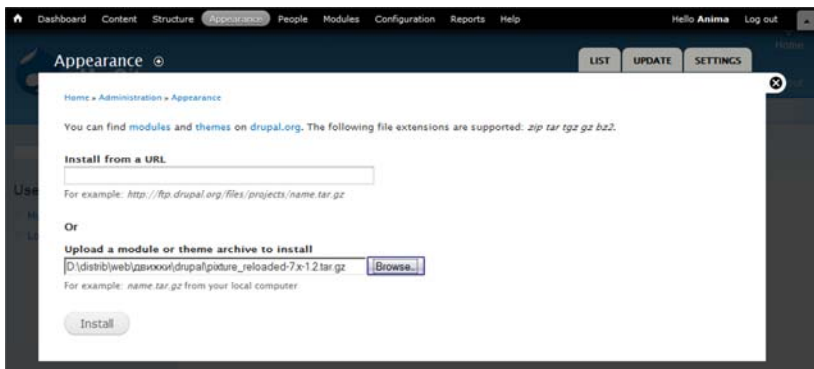 Dashboard Content Structure Appearance People Modules Configuration Reports Help Hello Anima Log out
Home
Appearance LIST UPDATE SETTINGS
Home » Administration » Appearance
You can find modules and themes on drupal.org. The following file extensions are supported: zip tar tgz gz bz2.
Install from a URL
For example: http://ftp.drupal.org/files/projects/name.tar.gz
Or
Upload a module or theme archive to install
D:\distrib\web\движки\drupal\pixture_reloaded-7.x-1.2.tar.gz Browse...
For example: name.tar.gz from your local computer
Install